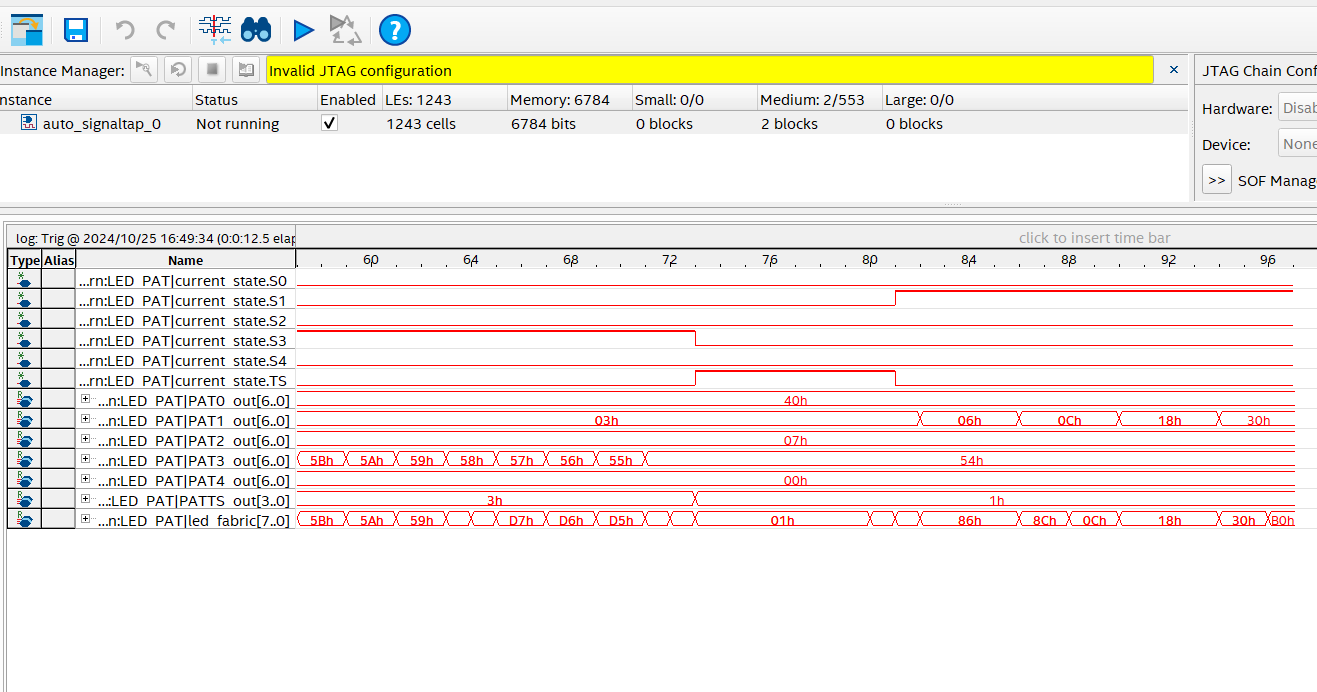 ?
Instance Manager: Invalid JTAG configuration × JTAG Chain Conf
nstance Status Enabled LEs: 1243 Memory: 6784 Small: 0/0 Medium: 2/553 Large: 0/0
Hardware: Disab
auto_signaltap_0 Not running 1243 cells 6784 bits 0 blocks 2 blocks 0 blocks
Device: None
>> SOF Manag
log: Trig @ 2024/10/25 16:49:34 (0:0:12.5 elap click to insert time bar
Type Alias Name 60 64 68 72 76 80 84 88 92 96
...rn:LED_PAT|current_state.S0
...rn:LED_PAT|current_state.S1
...rn:LED_PAT|current_state.S2
...rn:LED_PAT|current_state.S3
...rn:LED_PAT|current_state.S4
...rn:LED_PAT|current_state.TS
...n:LED_PAT|PAT0_out[6..0] 40h
...n:LED_PAT|PAT1_out[6..0] 03h 06h 0Ch 18h 30h
...n:LED_PAT|PAT2_out[6..0] 07h
...n:LED_PAT|PAT3_out[6..0] 5Bh 5Ah 59h 58h 57h 56h 55h 54h
...n:LED_PAT|PAT4_out[6..0] 00h
...:LED_PAT|PATTS_out[3..0] 3h 1h
...n:LED_PAT|led_fabric[7..0] 5Bh 5Ah 59h D7h D6h D5h 01h 86h 8Ch 0Ch 18h 30h B0h